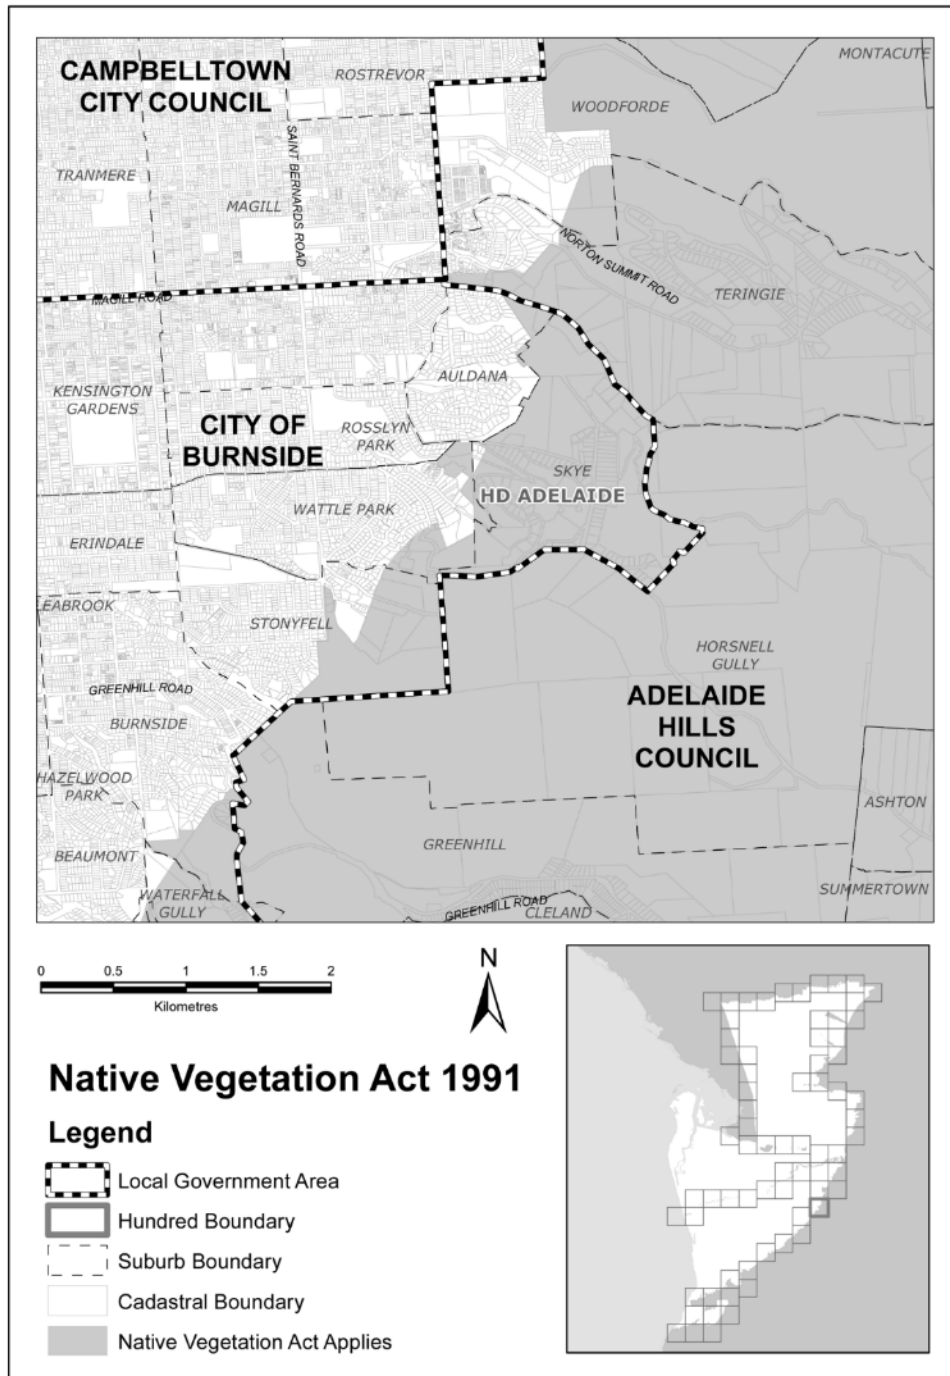 CAMPBELLTOWN
CITY COUNCIL
ROSTREVOR
MONTACUTE
WOODFORDE
SAINT BERNARDS ROAD
TRANMERE
MAGILL
NORTON SUMMIT ROAD
TERINGIE
MAGILL ROAD
AULDANA
KENSINGTON
GARDENS
CITY OF
BURNSIDE
ROSSLYN
PARK
SKYE
HD ADELAIDE
WATTLE PARK
ERINDALE
LEABROOK
STONYFELL
HORSNELL
GULLY
GREENHILL ROAD
ADELAIDE
HILLS
COUNCIL
BURNSIDE
HAZELWOOD
PARK
ASHTON
GREENHILL
BEAUMONT
WATERFALL
GULLY
SUMMERTOWN
GREENHILL ROAD
CLELAND
0 0.5 1 1.5 2
Kilometres
N
Native Vegetation Act 1991
Legend
Local Government Area
Hundred Boundary
Suburb Boundary
Cadastral Boundary
Native Vegetation Act Applies